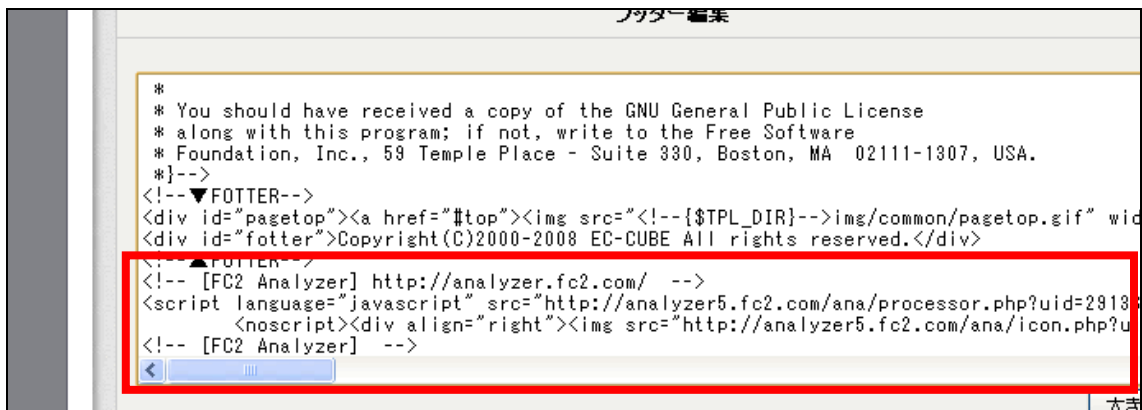 フッター編集
*
* You should have received a copy of the GNU General Public License
* along with this program; if not, write to the Free Software
* Foundation, Inc., 59 Temple Place - Suite 330, Boston, MA  02111-1307, USA.
*}-->
<!--▼FOTTER-->
<div id="pagetop"><a href="#top"><img src="<!--{$TPL_DIR}-->img/common/pagetop.gif" wid
<div id="fotter">Copyright(C)2000-2008 EC-CUBE All rights reserved.</div>
<!--▲FOTTER-->
<!-- [FC2 Analyzer] http://analyzer.fc2.com/  -->
<script language="javascript" src="http://analyzer5.fc2.com/ana/processor.php?uid=2913
<noscript><div align="right"><img src="http://analyzer5.fc2.com/ana/icon.php?u
<!-- [FC2 Analyzer]  -->